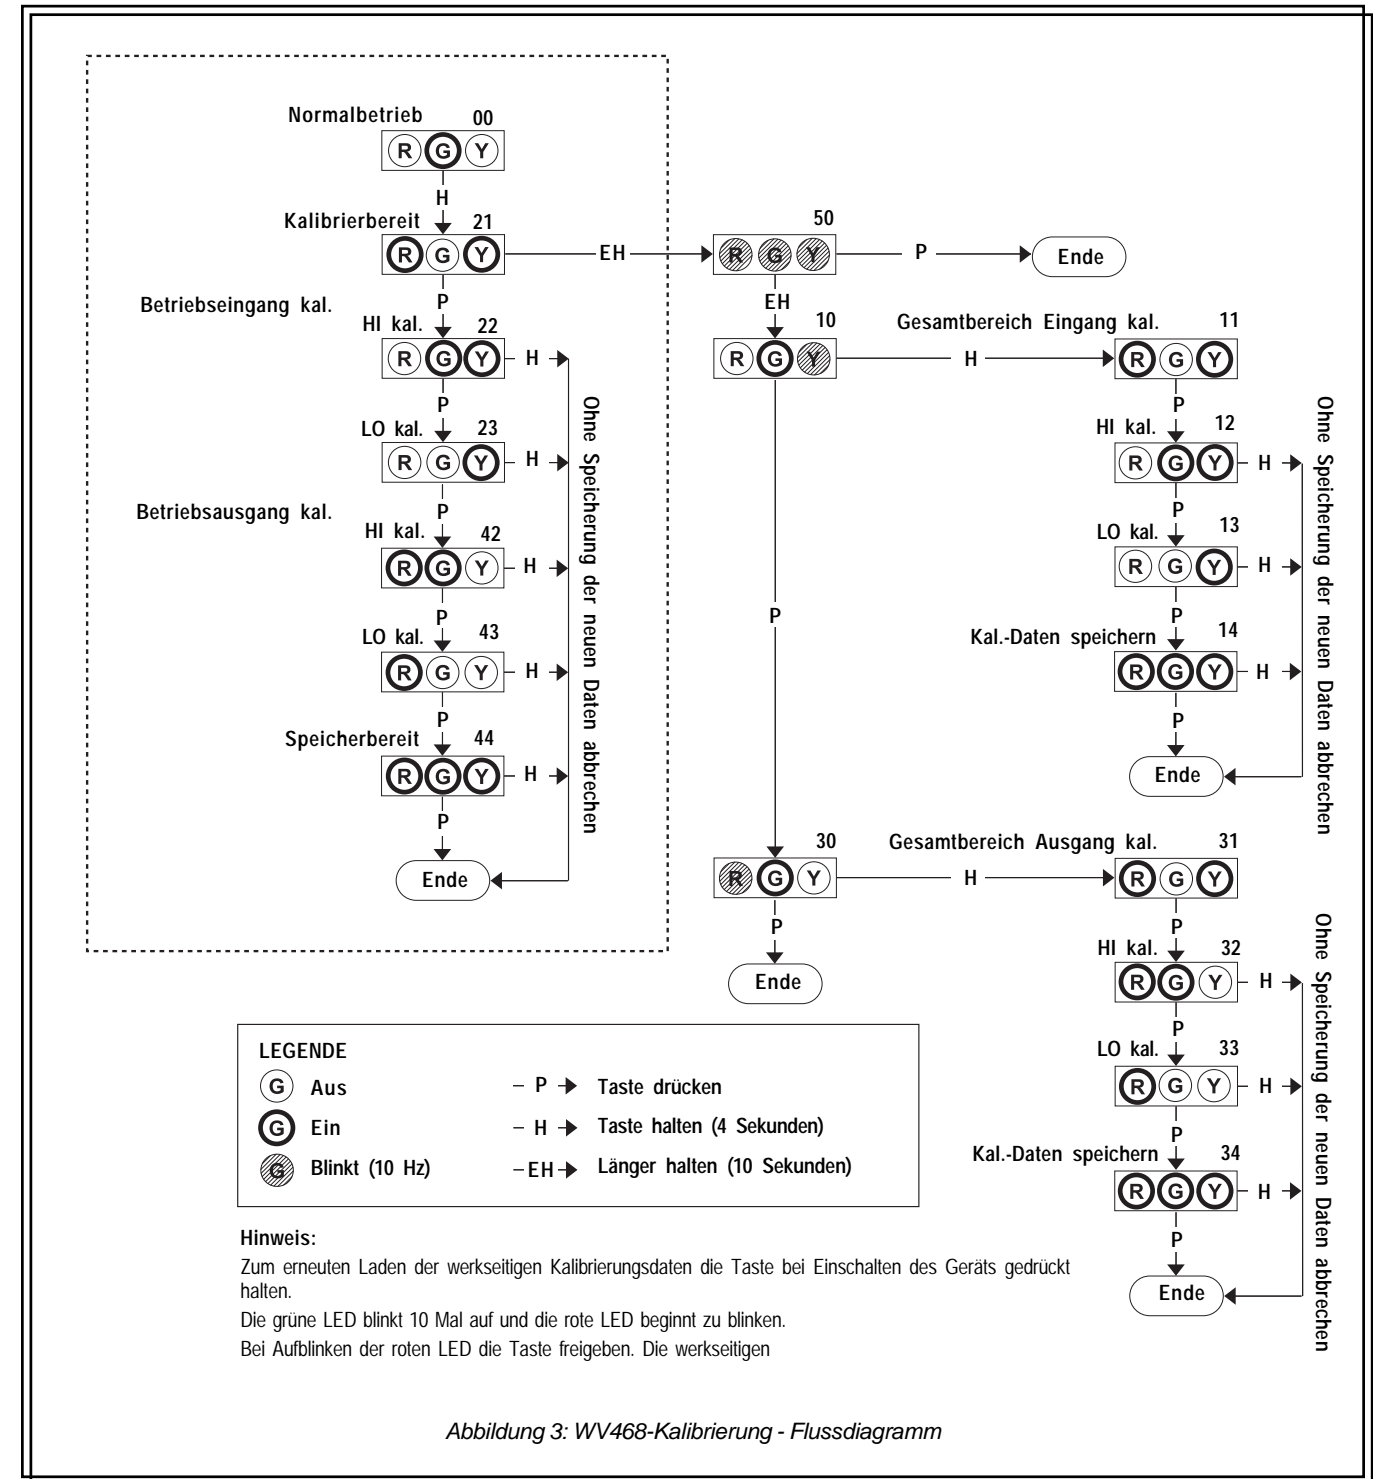 Normalbetrieb 00
R G Y
H
Kalibrierbereit 21
R G Y
EH
50
R G Y
P
Ende
P
EH
Betriebseingang kal.
HI kal. 22
R G Y
H
10
R G Y
H
Gesamtbereich Eingang kal. 11
R G Y
P
LO kal. 23
R G Y
H
P
Betriebsausgang kal.
HI kal. 42
R G Y
H
P
LO kal. 43
R G Y
H
P
Speicherbereit 44
R G Y
H
P
Ende
Ohne Speicherung der neuen Daten abbrechen
P
HI kal. 12
R G Y
H
P
LO kal. 13
R G Y
H
P
Kal.-Daten speichern 14
R G Y
H
P
Ende
Ohne Speicherung der neuen Daten abbrechen
P
30
R G Y
H
P
Ende
Gesamtbereich Ausgang kal. 31
R G Y
P
HI kal. 32
R G Y
H
P
LO kal. 33
R G Y
H
P
Kal.-Daten speichern 34
R G Y
H
P
Ende
Ohne Speicherung der neuen Daten abbrechen
LEGENDE
G Aus
P Taste drücken
G Ein
H Taste halten (4 Sekunden)
G Blinkt (10 Hz)
EH Länger halten (10 Sekunden)
Hinweis:
Zum erneuten Laden der werkseitigen Kalibrierungsdaten die Taste bei Einschalten des Geräts gedrückt
halten.
Die grüne LED blinkt 10 Mal auf und die rote LED beginnt zu blinken.
Bei Aufblinken der roten LED die Taste freigeben. Die werkseitigen
Abbildung 3: WV468-Kalibrierung - Flussdiagramm